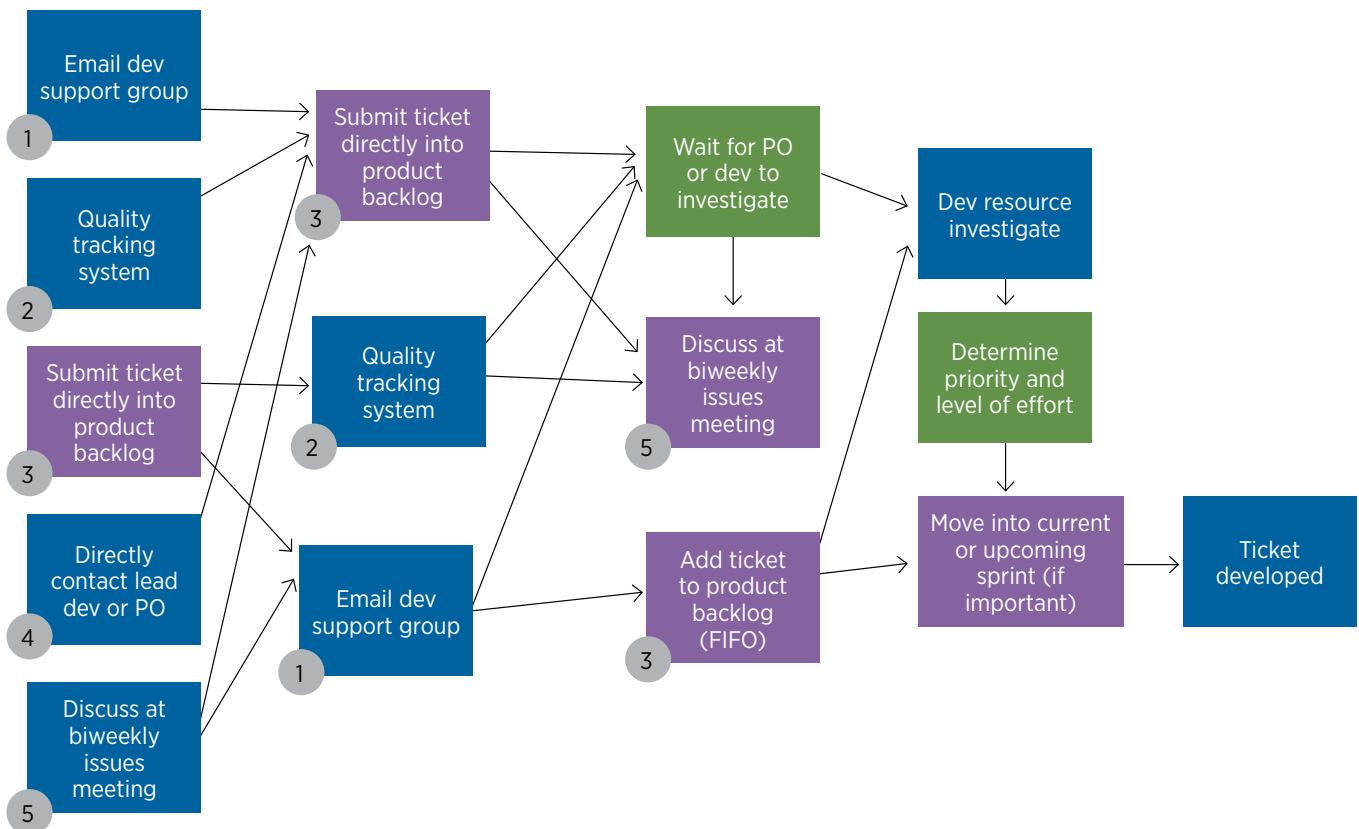 Email dev
support group
1
Quality
tracking
system
2
Submit ticket
directly into
product
backlog
3
Directly
contact lead
dev or PO
4
Discuss at
biweekly
issues
meeting
5
Submit ticket
directly into
product
backlog
3
Quality
tracking
system
2
Email dev
support group
1
Wait for PO
or dev to
investigate
Discuss at
biweekly
issues
meeting
5
Add ticket
to product
backlog
(FIFO)
3
Dev resource
investigate
Determine
priority and
level of effort
Move into current
or upcoming
sprint (if
important)
Ticket
developed